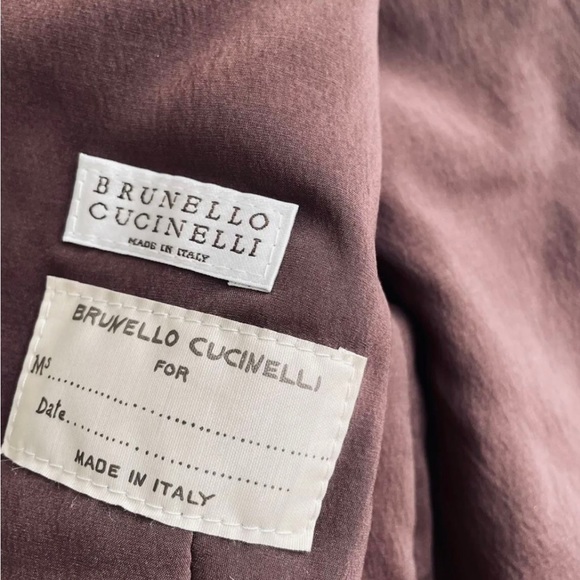 BRUNELLO
CUCINELLI
MADE IN ITALY
BRUNELLO CUCINELLI
FOR
Ms.......................................
Date.......................................
MADE IN ITALY